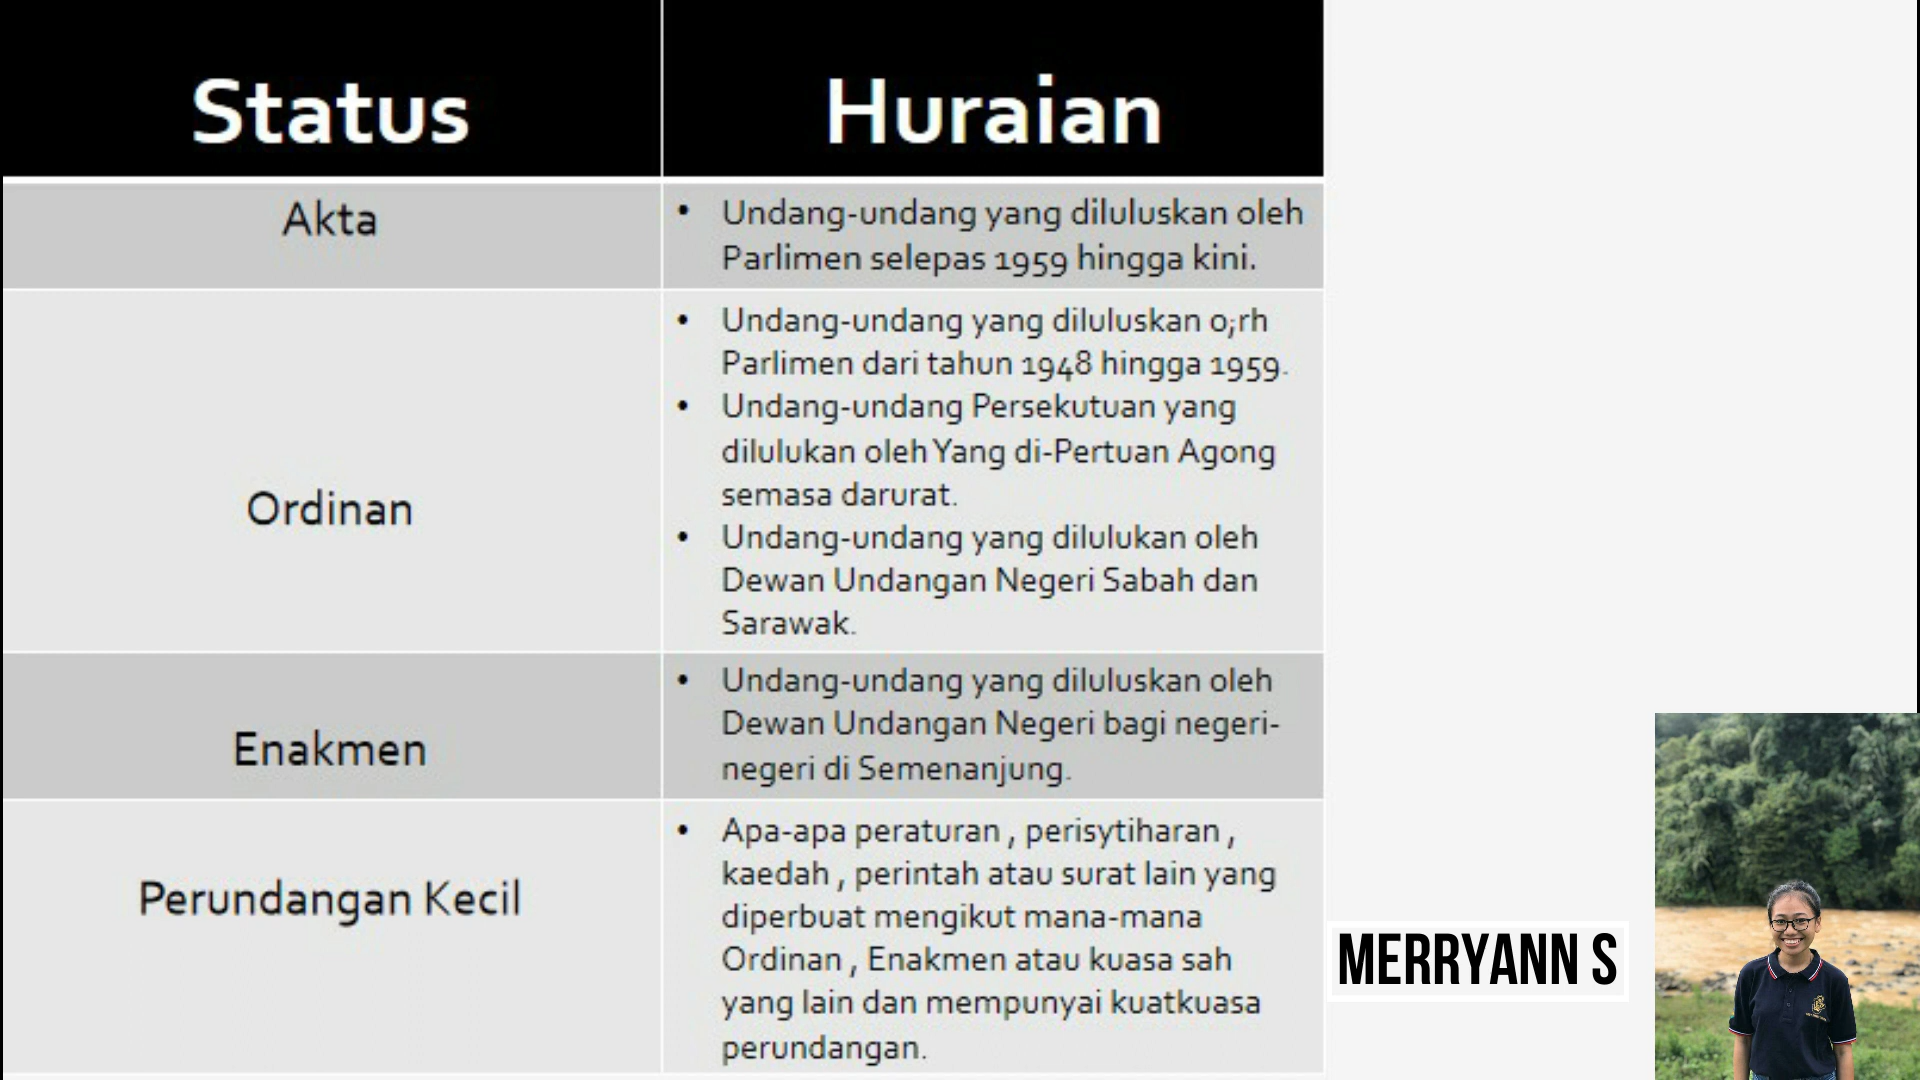 Status
Huraian
Akta
• Undang-undang yang diluluskan oleh
Parlimen selepas 1959 hingga kini.
Ordinan
• Undang-undang yang diluluskan o;rh
Parlimen dari tahun 1948 hingga 1959.
• Undang-undang Persekutuan yang
dilulukan oleh Yang di-Pertuan Agong
semasa darurat.
• Undang-undang yang dilulukan oleh
Dewan Undangan Negeri Sabah dan
Sarawak.
Enakmen
• Undang-undang yang diluluskan oleh
Dewan Undangan Negeri bagi negeri-
negeri di Semenanjung.
Perundangan Kecil
• Apa-apa peraturan , perisytiharan ,
kaedah , perintah atau surat lain yang
diperbuat mengikut mana-mana
Ordinan , Enakmen atau kuasa sah
yang lain dan mempunyai kuatkuasa
perundangan.
MERRYANN S